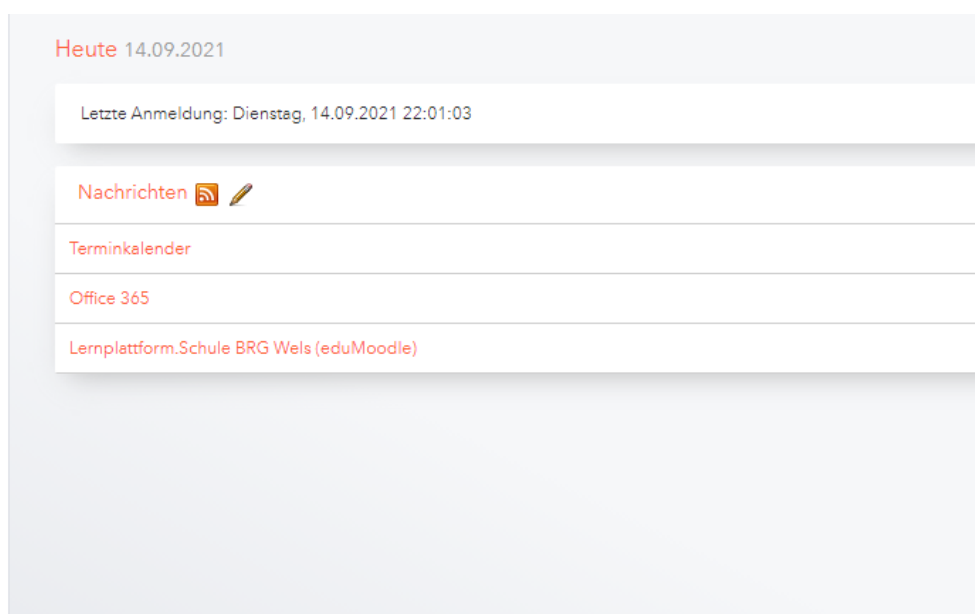 Heute 14.09.2021
Letzte Anmeldung: Dienstag, 14.09.2021 22:01:03
Nachrichten
Terminkalender
Office 365
Lernplattform.Schule BRG Wels (eduMoodle)